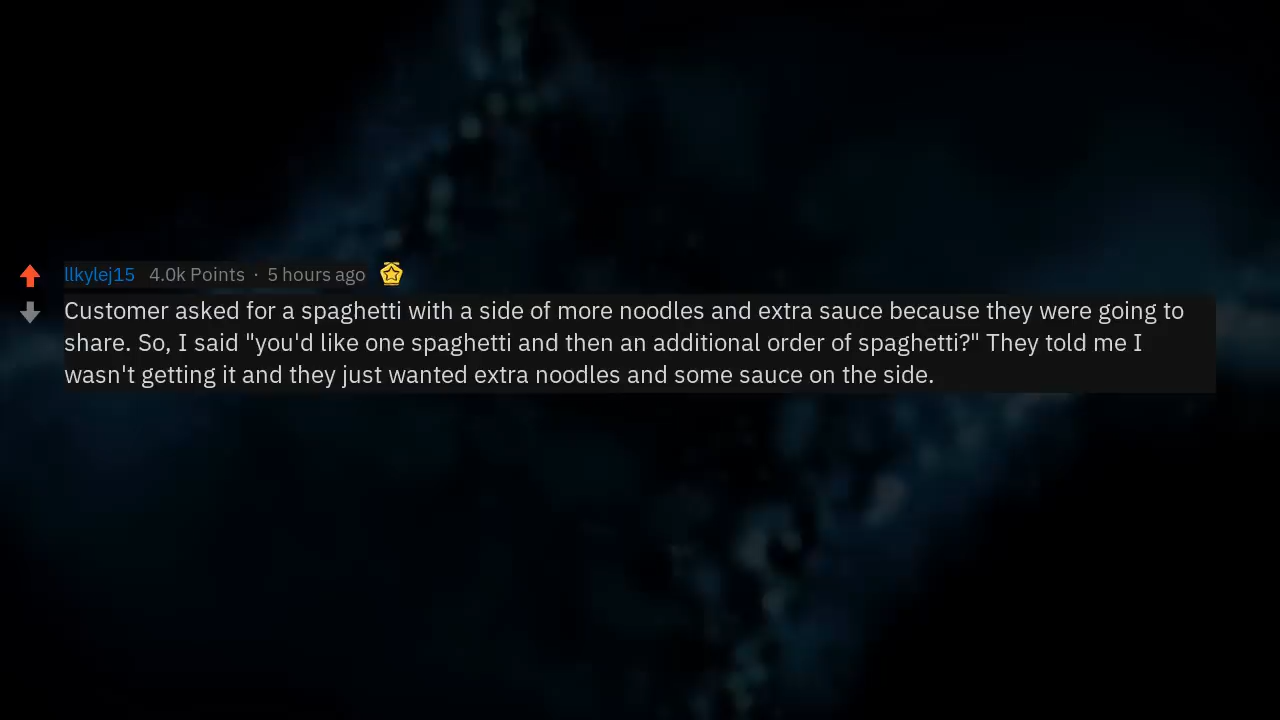 llkylej15 4.0k Points · 5 hours ago
Customer asked for a spaghetti with a side of more noodles and extra sauce because they were going to
share. So, I said "you'd like one spaghetti and then an additional order of spaghetti?" They told me I
wasn't getting it and they just wanted extra noodles and some sauce on the side.